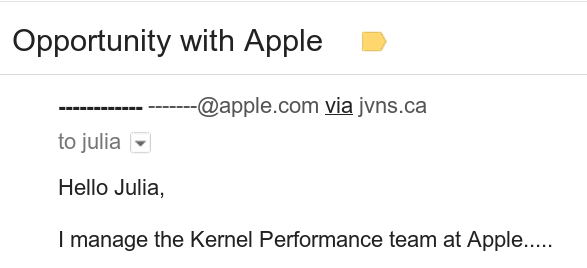 Opportunity with Apple
------------ -------@apple.com via jvns.ca
to julia
Hello Julia,
I manage the Kernel Performance team at Apple.....